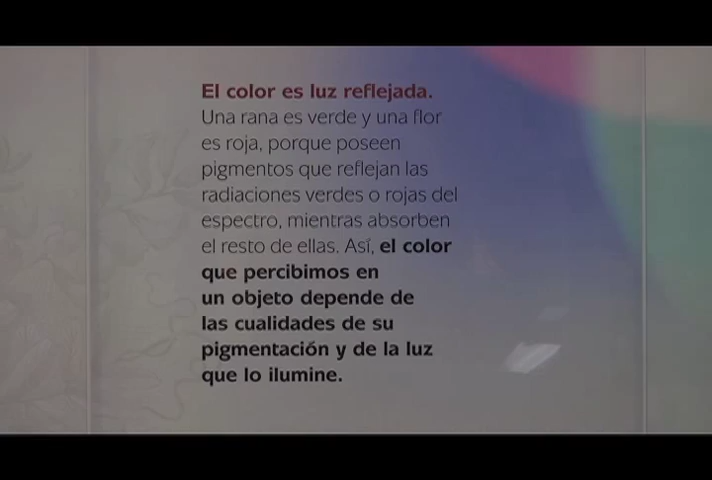 El color es luz reflejada.
Una rana es verde y una flor
es roja, porque poseen
pigmentos que reflejan las
radiaciones verdes o rojas del
espectro, mientras absorben
el resto de ellas. Así, el color
que percibimos en
un objeto depende de
las cualidades de su
pigmentación y de la luz
que lo ilumine.